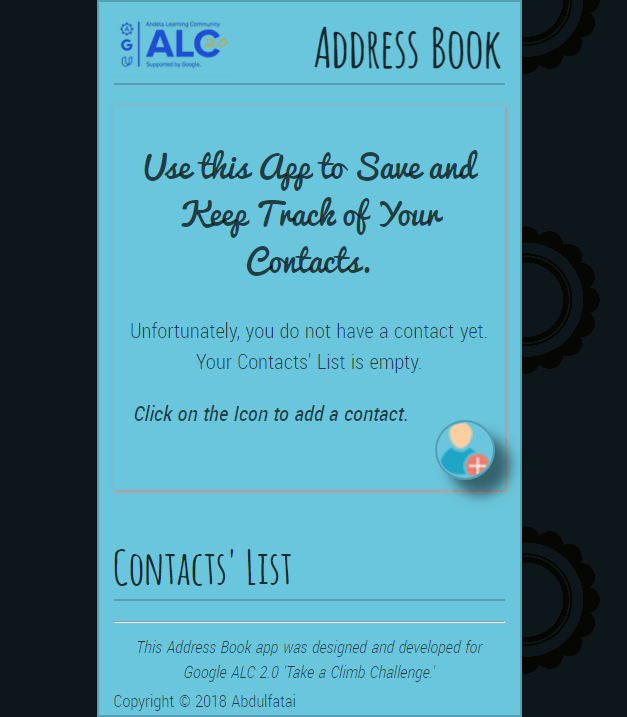 Andela Learning Community
AGU
ALC
Supported by Google.
Address Book
Use this App to Save and
Keep Track of Your
Contacts.
Unfortunately, you do not have a contact yet.
Your Contacts' List is empty.
Click on the Icon to add a contact.
Contacts' List
This Address Book app was designed and developed for
Google ALC 2.0 'Take a Climb Challenge.'
Copyright © 2018 Abdulfatai